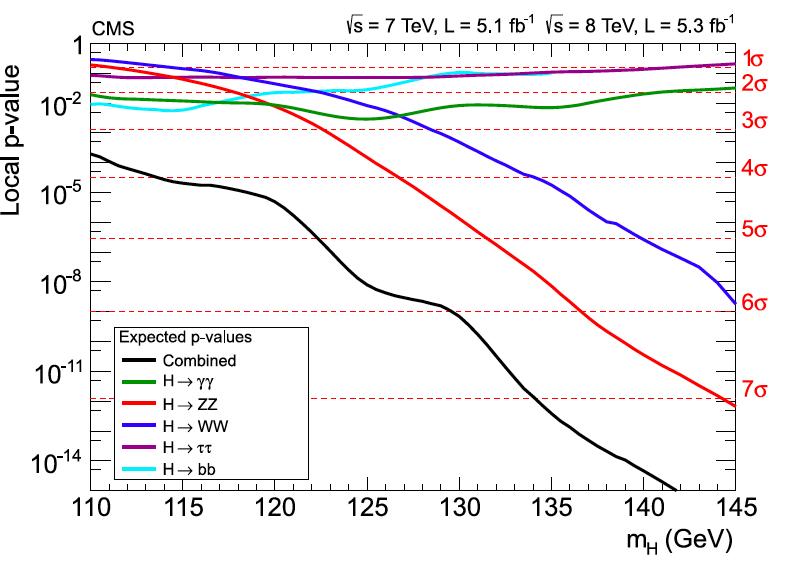 CMS
√s = 7 TeV, L = 5.1 fb⁻¹ √s = 8 TeV, L = 5.3 fb⁻¹
Local p-value
1
10⁻²
10⁻⁵
10⁻⁸
10⁻¹¹
10⁻¹⁴
1σ
2σ
3σ
4σ
5σ
6σ
7σ
Expected p-values
Combined
H → γγ
H → ZZ
H → WW
H → ττ
H → bb
110 115 120 125 130 135 140 145
m_H (GeV)